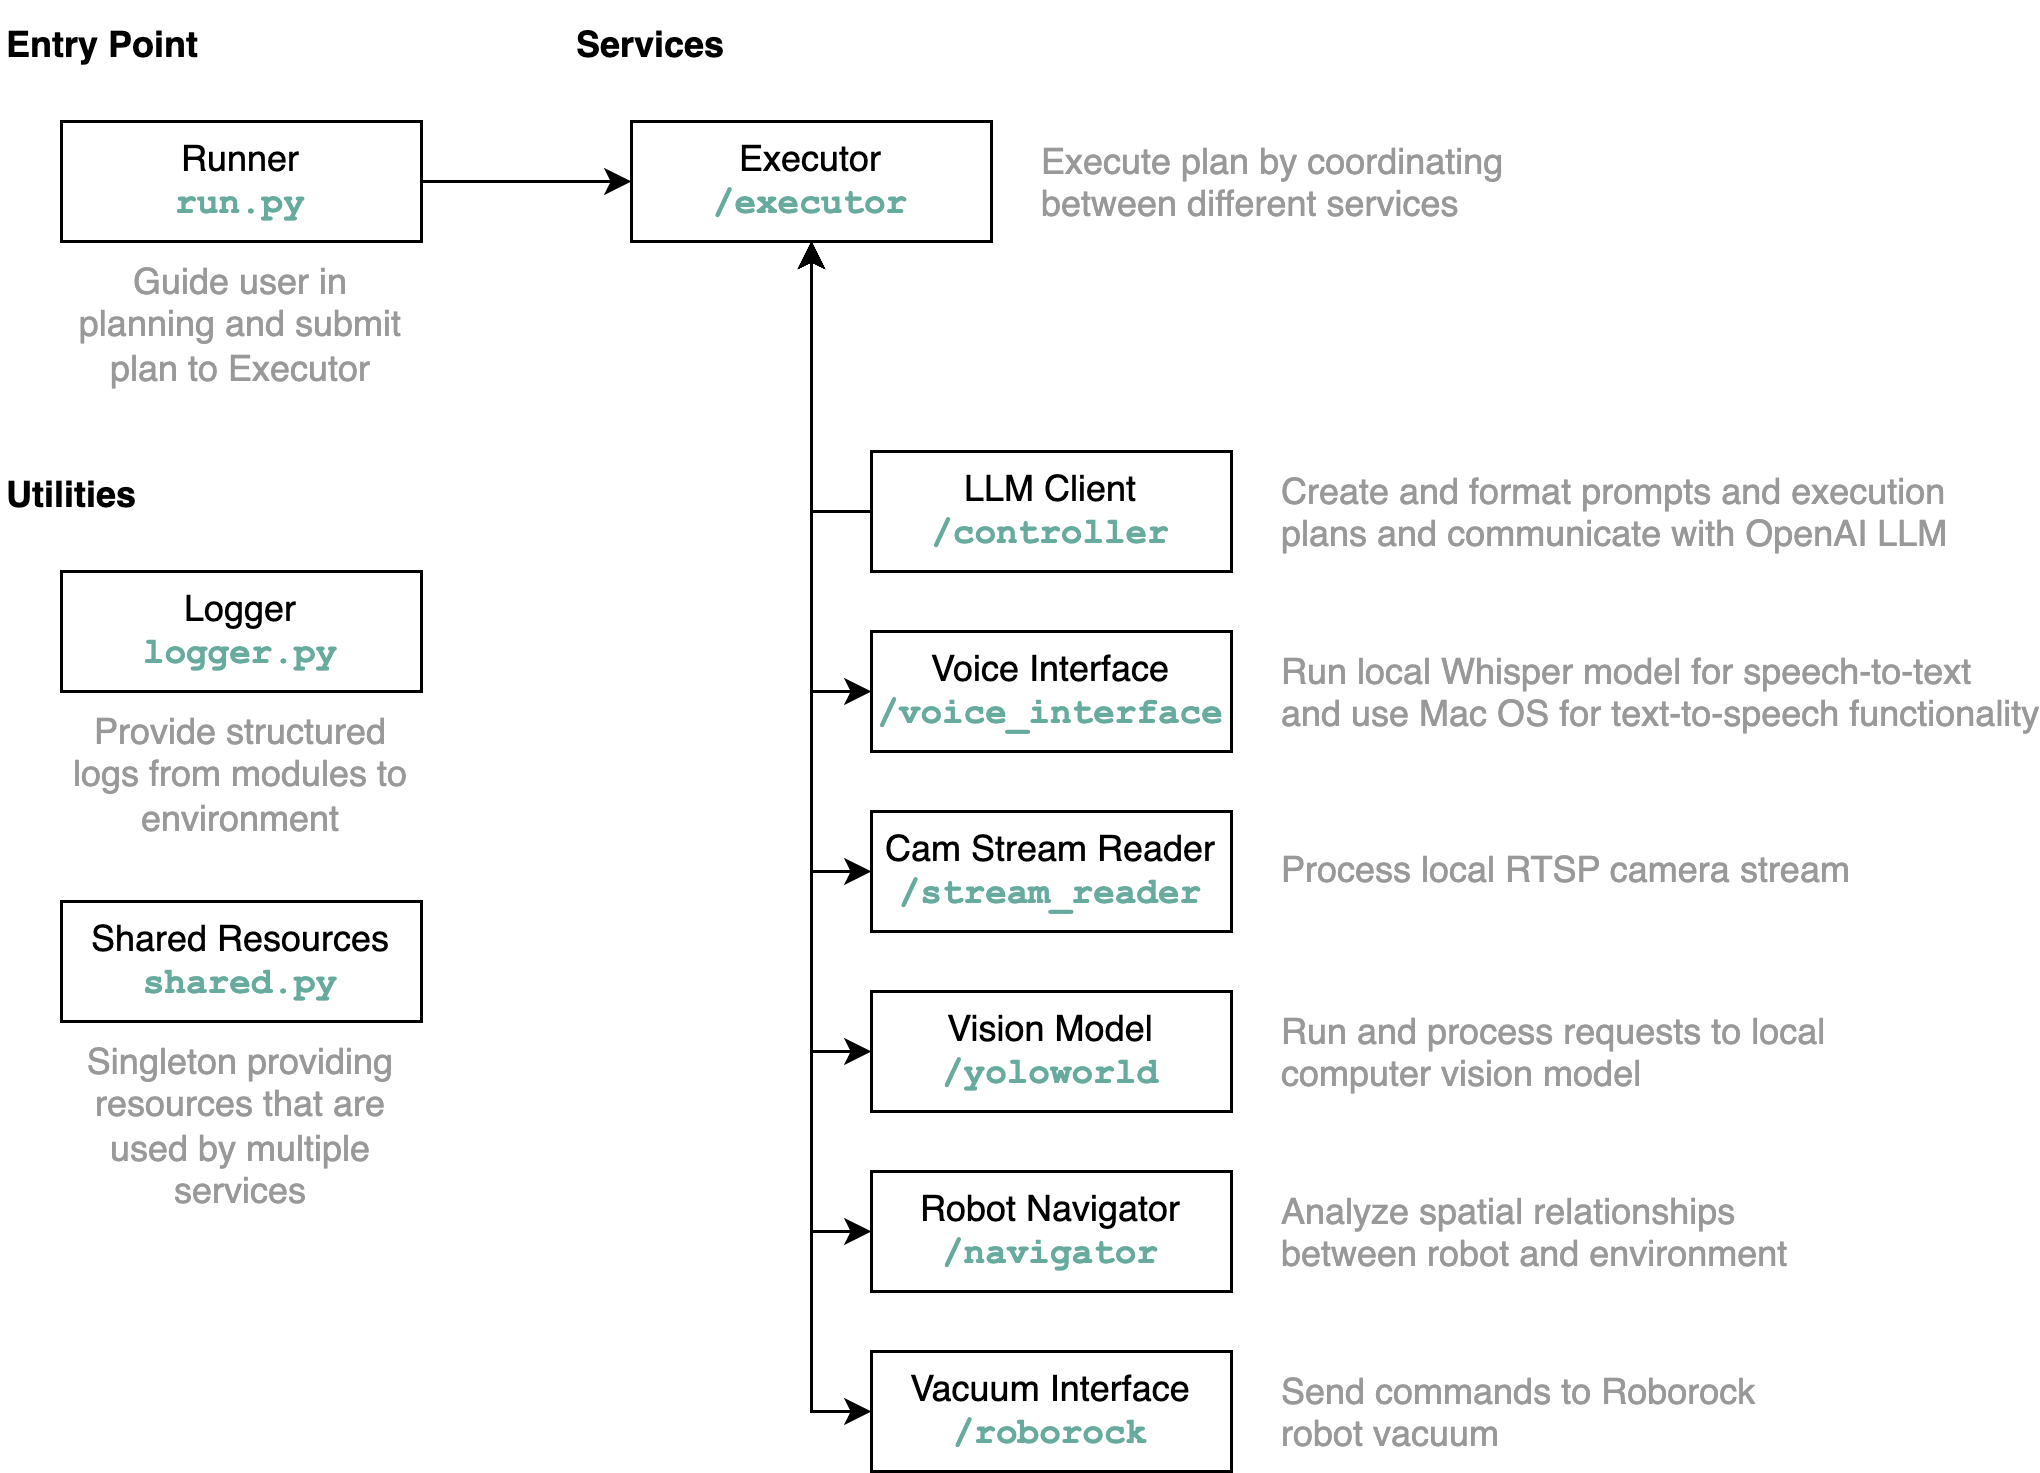 Entry Point
Runner
run.py
Guide user in
planning and submit
plan to Executor
Utilities
Logger
logger.py
Provide structured
logs from modules to
environment
Shared Resources
shared.py
Singleton providing
resources that are
used by multiple
services
Services
Executor
/executor
Execute plan by coordinating
between different services
LLM Client
/controller
Create and format prompts and execution
plans and communicate with OpenAI LLM
Voice Interface
/voice_interface
Run local Whisper model for speech-to-text
and use Mac OS for text-to-speech functionality
Cam Stream Reader
/stream_reader
Process local RTSP camera stream
Vision Model
/yoloworld
Run and process requests to local
computer vision model
Robot Navigator
/navigator
Analyze spatial relationships
between robot and environment
Vacuum Interface
/roborock
Send commands to Roborock
robot vacuum